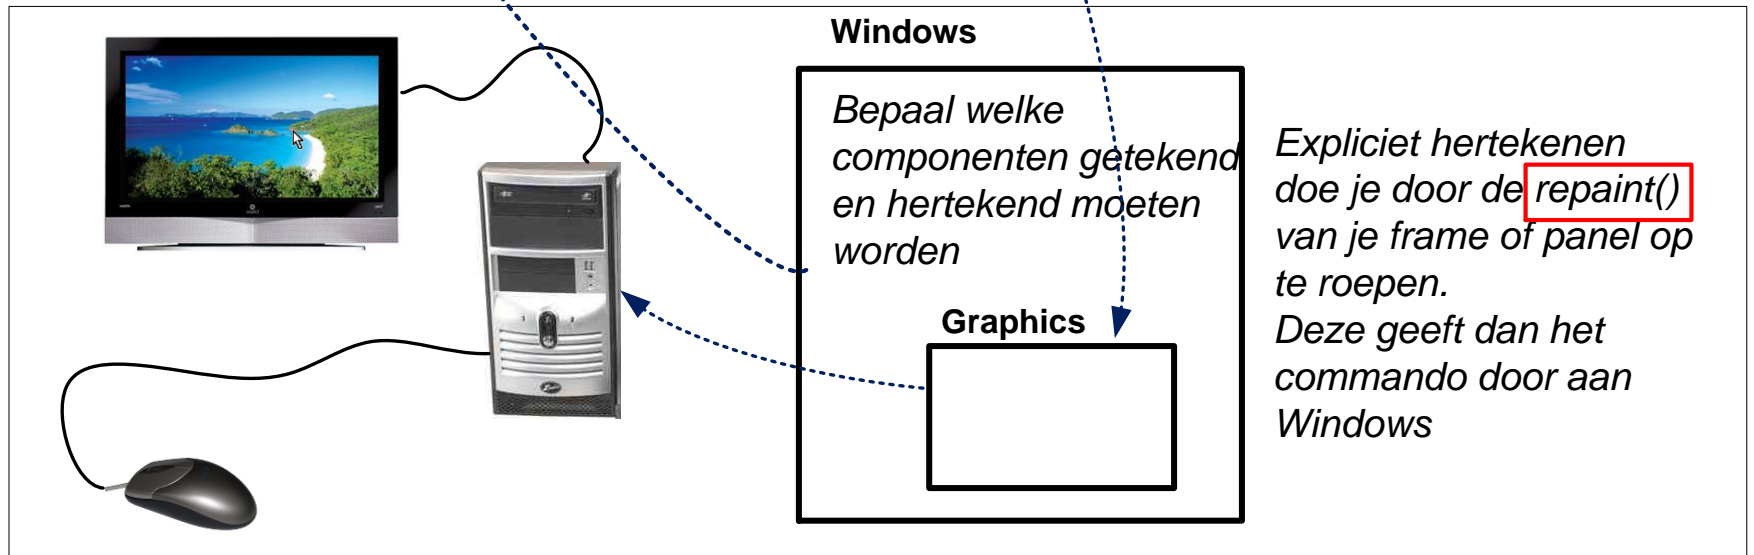 Windows
Bepaal welke
componenten getekend
en hertekend moeten
worden
Graphics
Expliciet hertekenen
doe je door de repaint()
van je frame of panel op
te roepen.
Deze geeft dan het
commando door aan
Windows